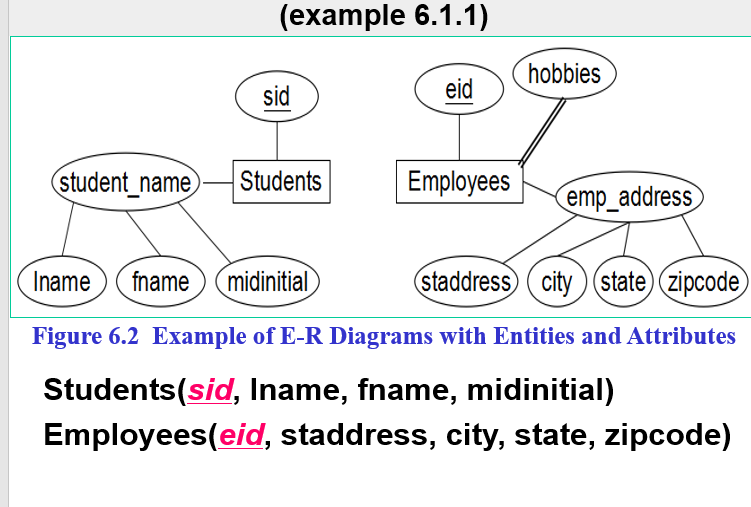 (example 6.1.1)
sid
eid
hobbies
student_name
Students
Employees
emp_address
lname
fname
midinitial
staddress
city
state
zipcode
Figure 6.2 Example of E-R Diagrams with Entities and Attributes
Students(sid, lname, fname, midinitial)
Employees(eid, staddress, city, state, zipcode)